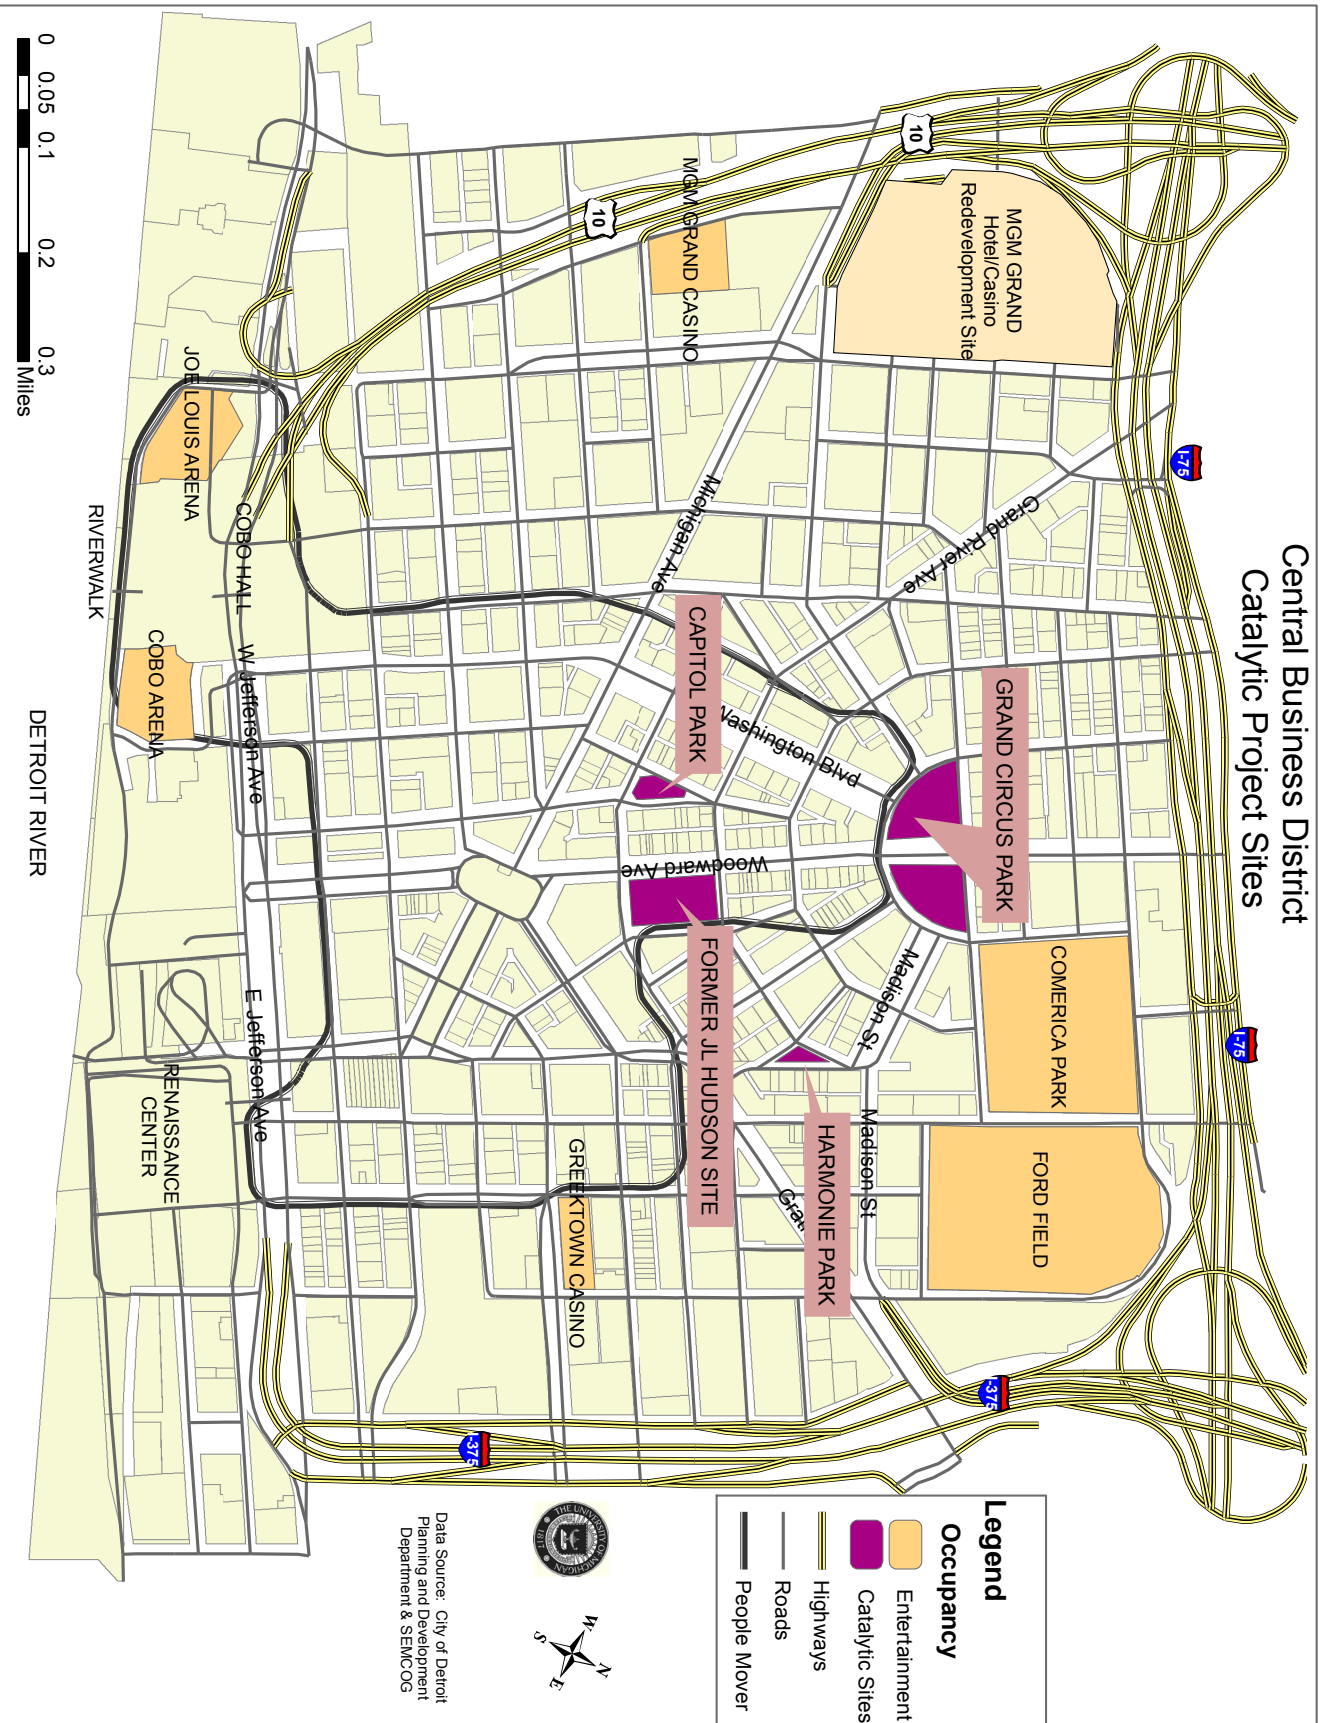 Central Business District
Catalytic Project Sites
I-75
I-75
10
10
MGM GRAND
Hotel/Casino
Redevelopment Site
MGM GRAND CASINO
Grand River Ave
Michigan Ave
GRAND CIRCUS PARK
COMERICA PARK
FORD FIELD
CAPITOL PARK
Washington Blvd
Woodward Ave
Madison St
Madison St
HARMONIE PARK
FORMER JL HUDSON SITE
GREEKTOWN CASINO
I-375
I-375
JOE LOUIS ARENA
COBO HALL
W Jefferson Ave
E Jefferson Ave
COBO ARENA
RENAISSANCE
CENTER
RIVERWALK
DETROIT RIVER
0 0.05 0.1 0.2 0.3
Miles
Legend
Occupancy
Entertainment
Catalytic Sites
Highways
Roads
People Mover
THE UNIVERSITY OF MICHIGAN
1817
N
W
E
S
Data Source: City of Detroit
Planning and Development
Department & SEMCOG